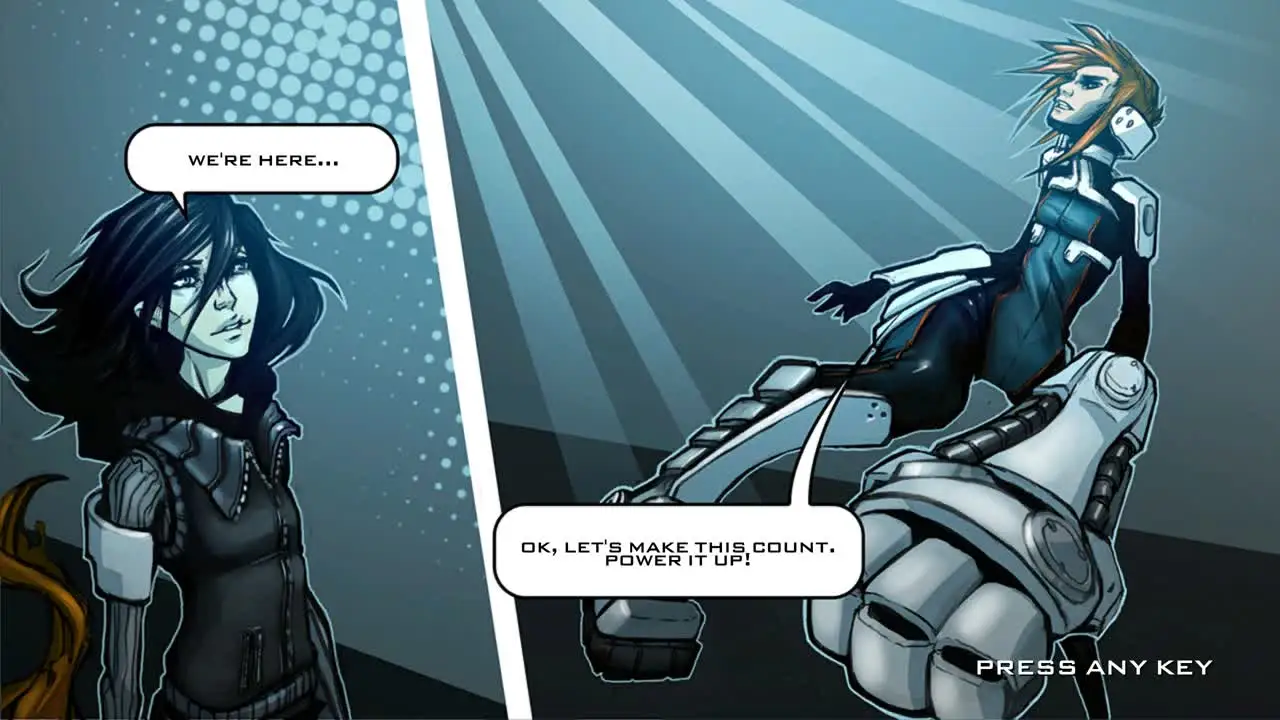 WE'RE HERE...
OK, LET'S MAKE THIS COUNT.
POWER IT UP!
PRESS ANY KEY